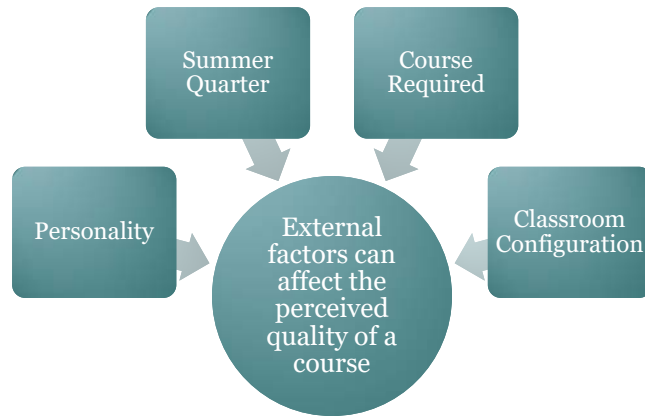 Summer
Quarter
Course
Required
Personality
Classroom
Configuration
External
factors can
affect the
perceived
quality of a
course